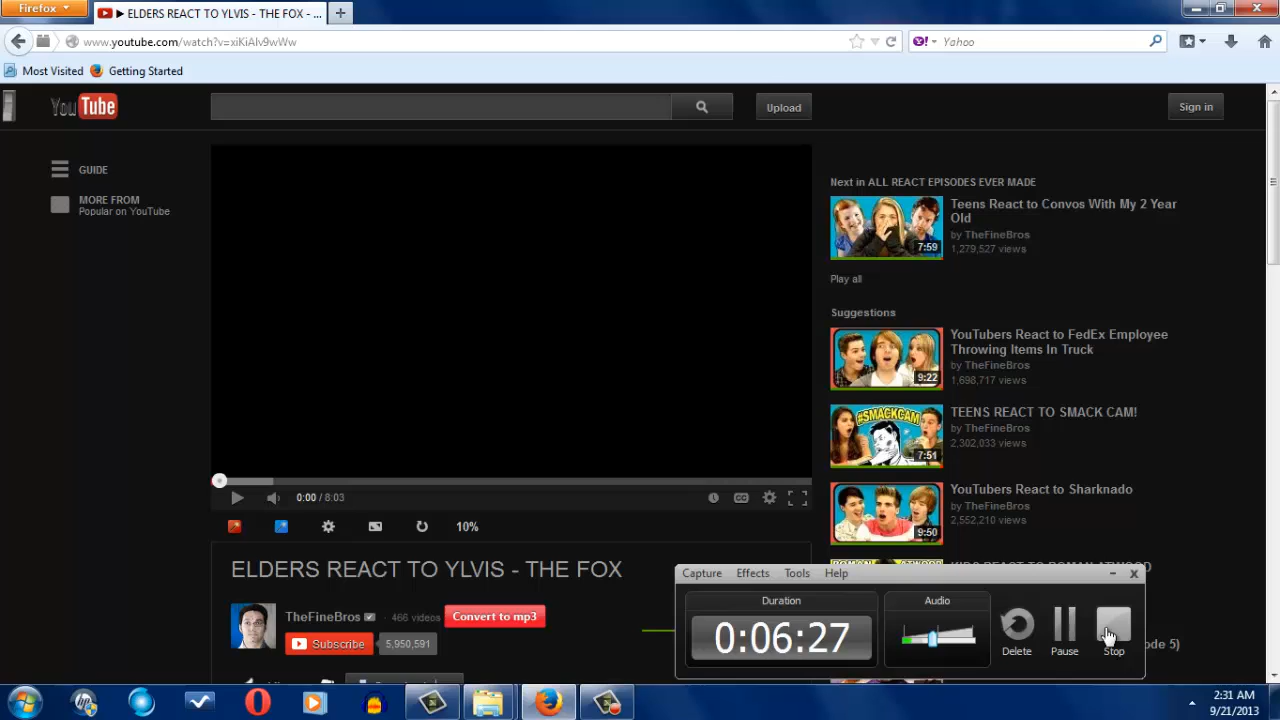 Firefox
▶ ELDERS REACT TO YLVIS - THE FOX - ...
www.youtube.com/watch?v=xiKiAlv9wWw
Yahoo
Most Visited
Getting Started
YouTube
Upload
Sign in
GUIDE
MORE FROM
Popular on YouTube
Next in ALL REACT EPISODES EVER MADE
Teens React to Convos With My 2 Year
Old
by TheFineBros
1,279,527 views
7:59
Play all
Suggestions
YouTubers React to FedEx Employee
Throwing Items In Truck
by TheFineBros
1,698,717 views
9:22
#SMACKCAM
TEENS REACT TO SMACK CAM!
by TheFineBros
2,302,033 views
7:51
YouTubers React to Sharknado
by TheFineBros
2,552,210 views
9:50
0:00 / 8:03
CC
10%
ELDERS REACT TO YLVIS - THE FOX
TheFineBros
466 videos
Convert to mp3
Subscribe
5,950,591
Capture
Effects
Tools
Help
Duration
0:06:27
Audio
Delete
Pause
Stop
ode 5)
2:31 AM
9/21/2013